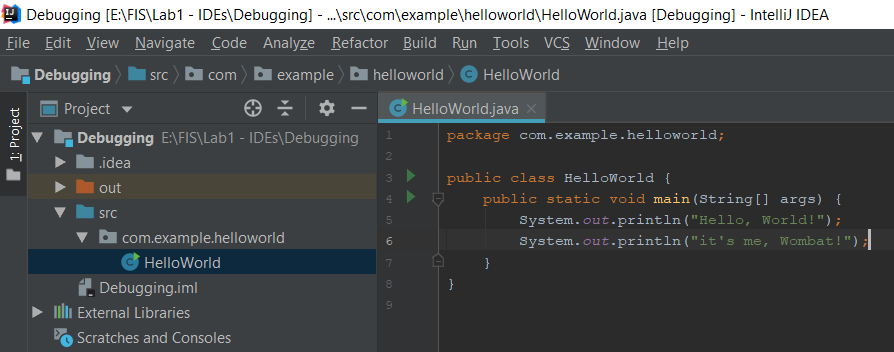 Debugging [E:\FIS\Lab1 - IDEs\Debugging] - ...\src\com\example\helloworld\HelloWorld.java [Debugging] - IntelliJ IDEA
File Edit View Navigate Code Analyze Refactor Build Run Tools VCS Window Help
Debugging src com example helloworld HelloWorld
1: Project
Project
Debugging E:\FIS\Lab1 - IDEs\Debugging
.idea
out
src
com.example.helloworld
HelloWorld
Debugging.iml
External Libraries
Scratches and Consoles
HelloWorld.java
1 package com.example.helloworld;
2
3 public class HelloWorld {
4 public static void main(String[] args) {
5 System.out.println("Hello, World!");
6 System.out.println("it's me, Wombat!");
7 }
8 }
9